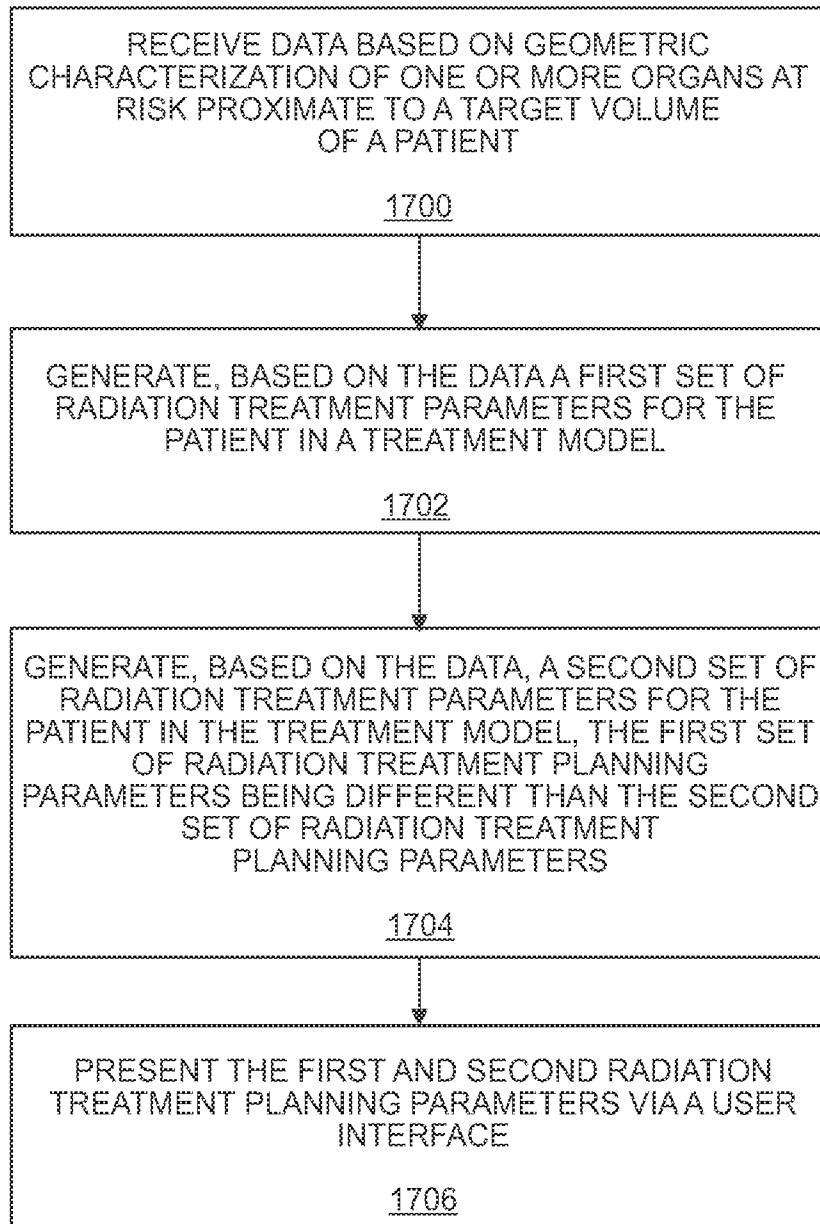 RECEIVE DATA BASED ON GEOMETRIC
CHARACTERIZATION OF ONE OR MORE ORGANS AT
RISK PROXIMATE TO A TARGET VOLUME
OF A PATIENT
1700
GENERATE, BASED ON THE DATA A FIRST SET OF
RADIATION TREATMENT PARAMETERS FOR THE
PATIENT IN A TREATMENT MODEL
1702
GENERATE, BASED ON THE DATA, A SECOND SET OF
RADIATION TREATMENT PARAMETERS FOR THE
PATIENT IN THE TREATMENT MODEL, THE FIRST SET
OF RADIATION TREATMENT PLANNING
PARAMETERS BEING DIFFERENT THAN THE SECOND
SET OF RADIATION TREATMENT
PLANNING PARAMETERS
1704
PRESENT THE FIRST AND SECOND RADIATION
TREATMENT PLANNING PARAMETERS VIA A USER
INTERFACE
1706